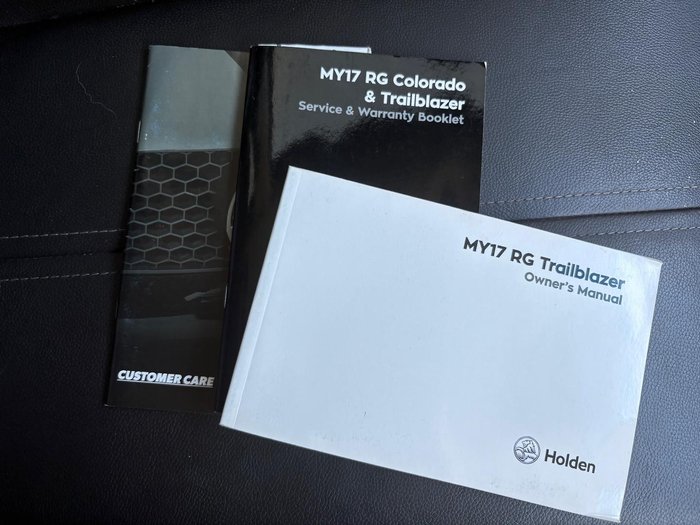 MY17 RG Colorado
& Trailblazer
Service & Warranty Booklet
MY17 RG Trailblazer
Owner's Manual
CUSTOMER CARE
Holden